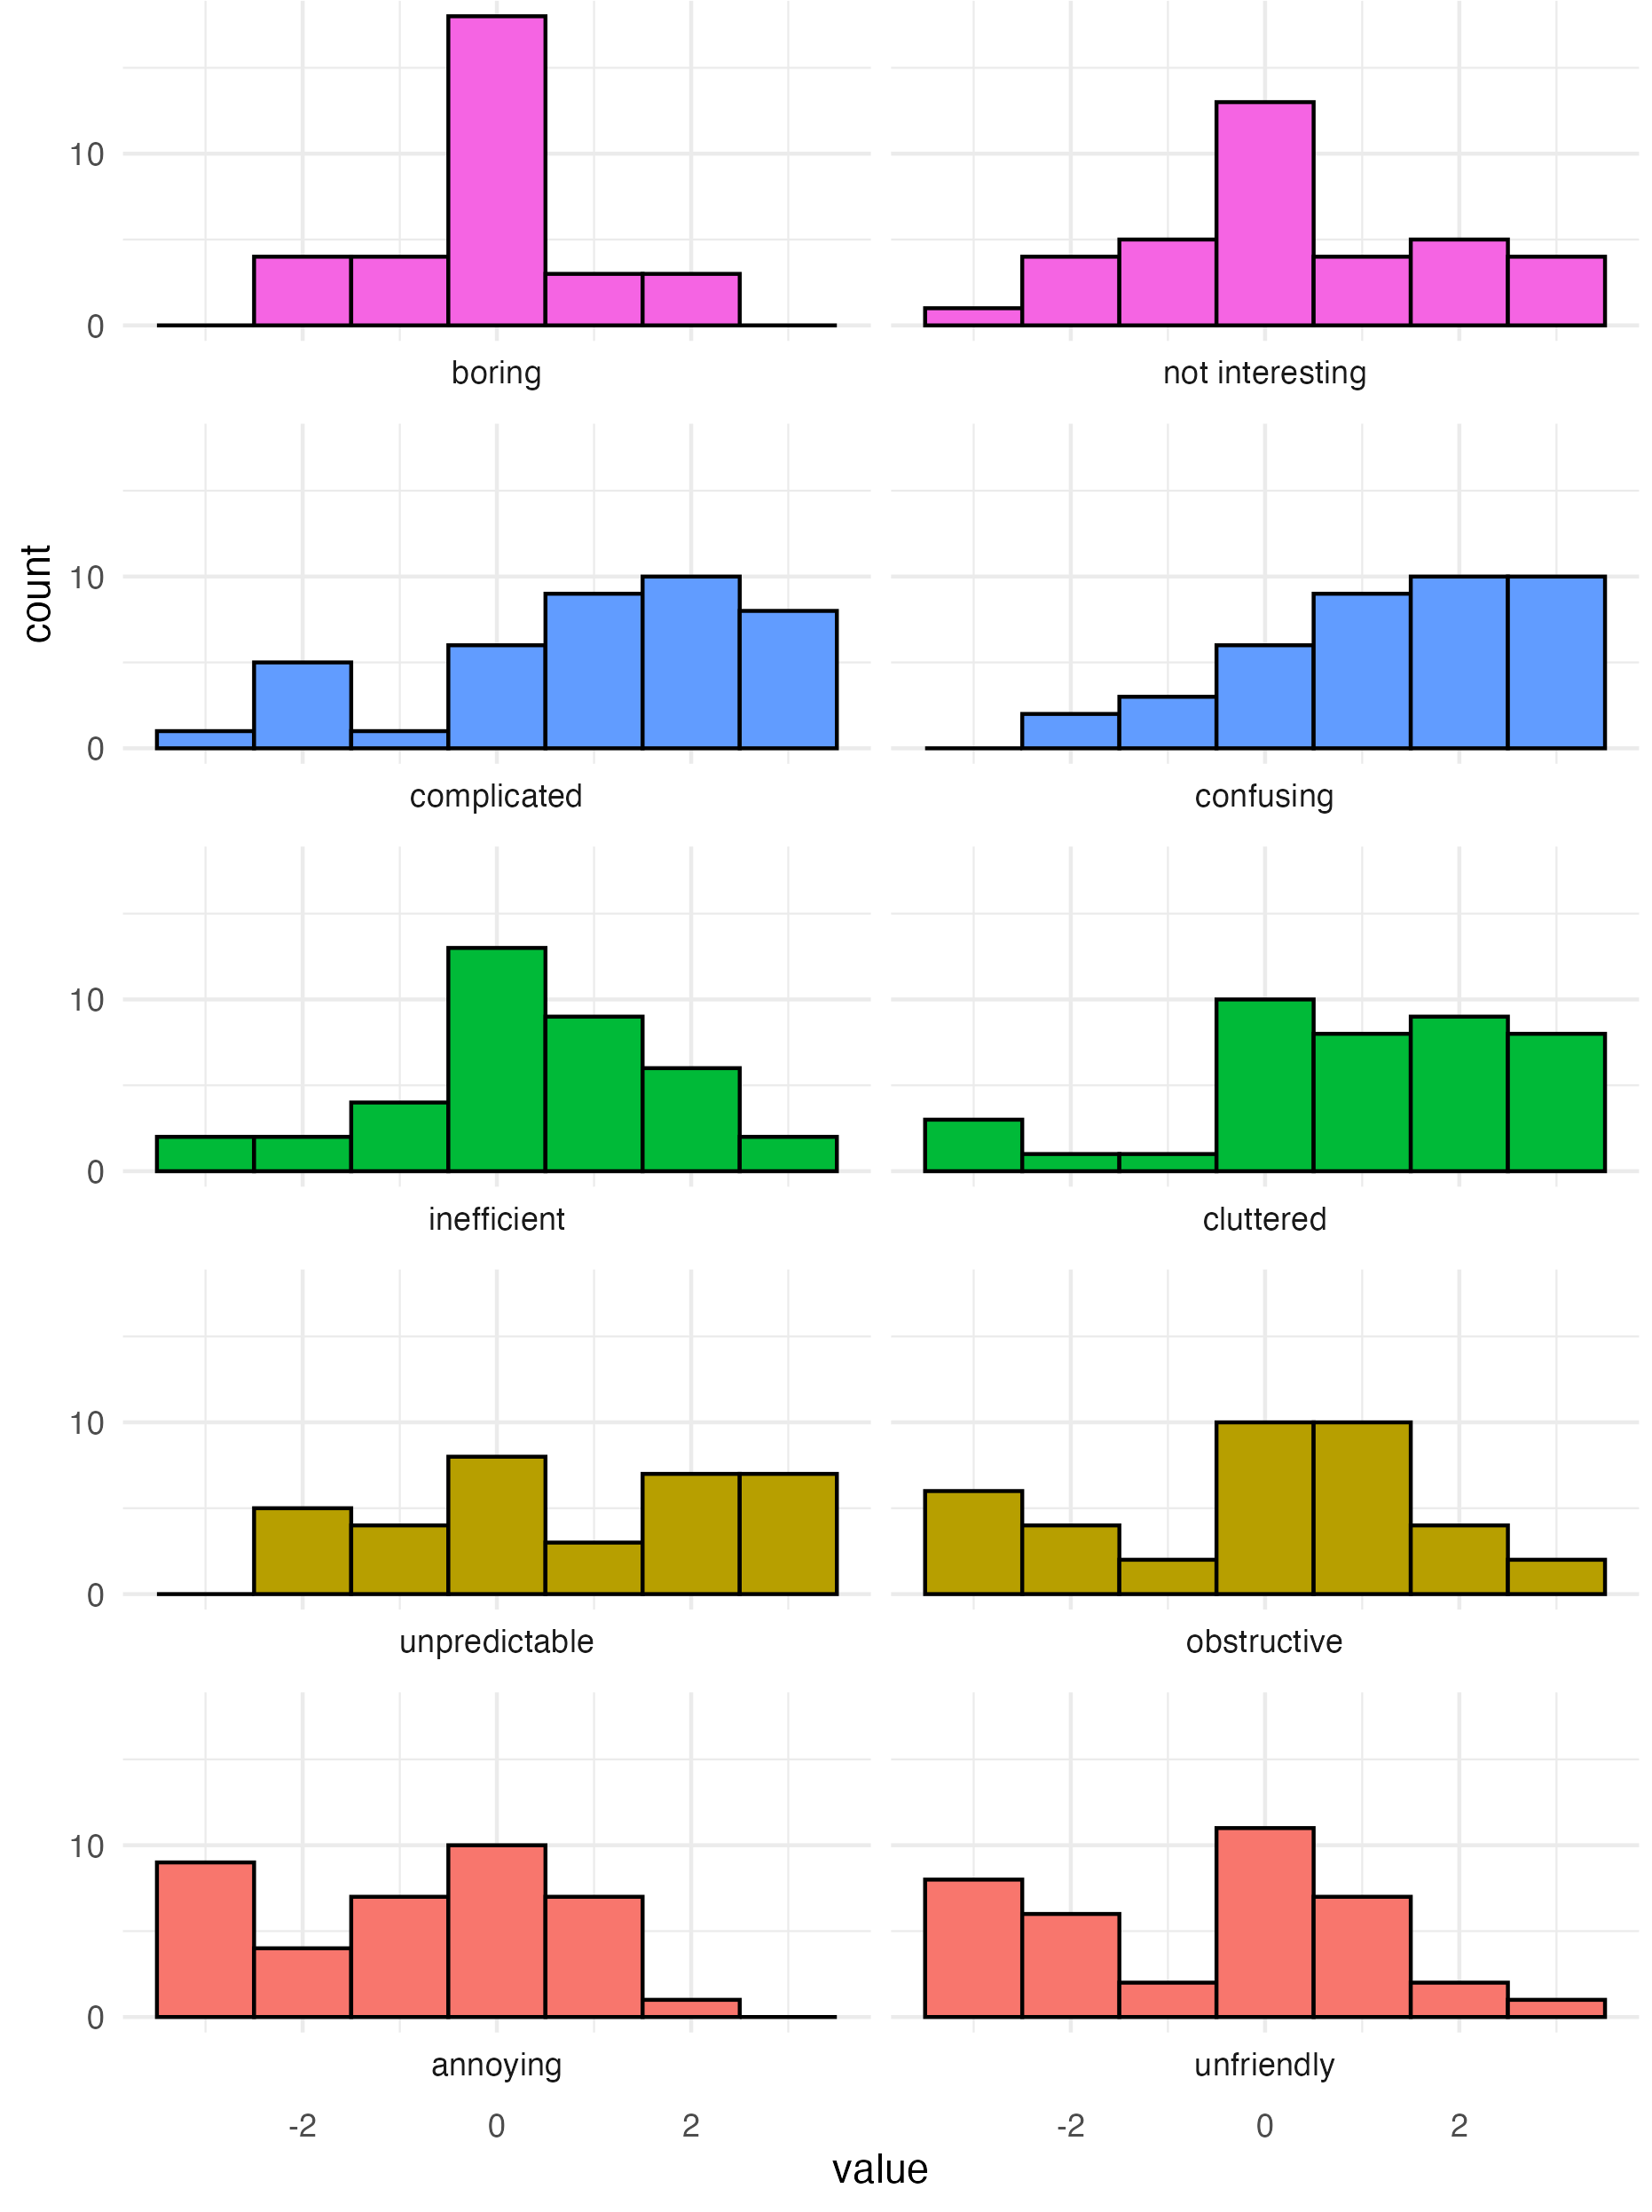 10
0
boring
not interesting
count
10
0
complicated
confusing
10
0
inefficient
cluttered
10
0
unpredictable
obstructive
10
0
annoying
unfriendly
-2 0 2
-2 0 2
value